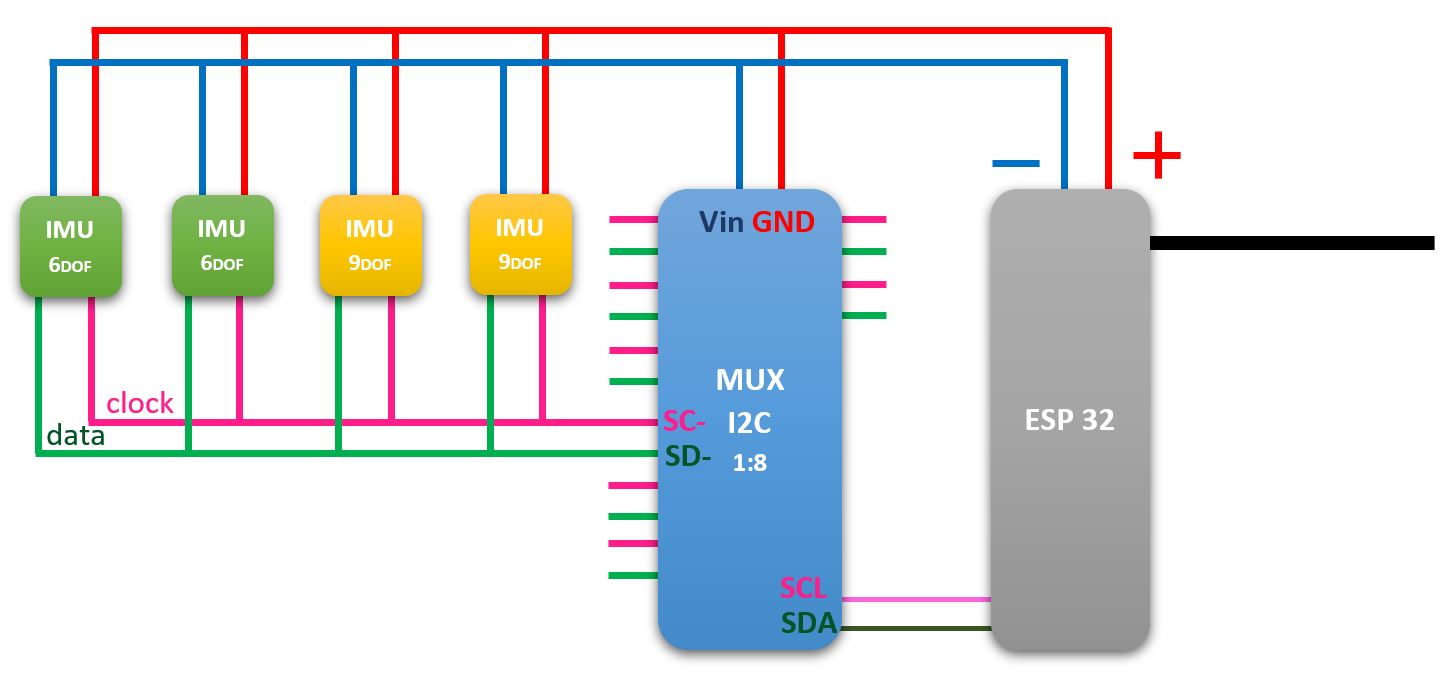 − +
IMU
6DOF
IMU
6DOF
IMU
9DOF
IMU
9DOF
Vin GND
MUX
I2C
1:8
SC-
SD-
clock
data
SCL
SDA
ESP 32